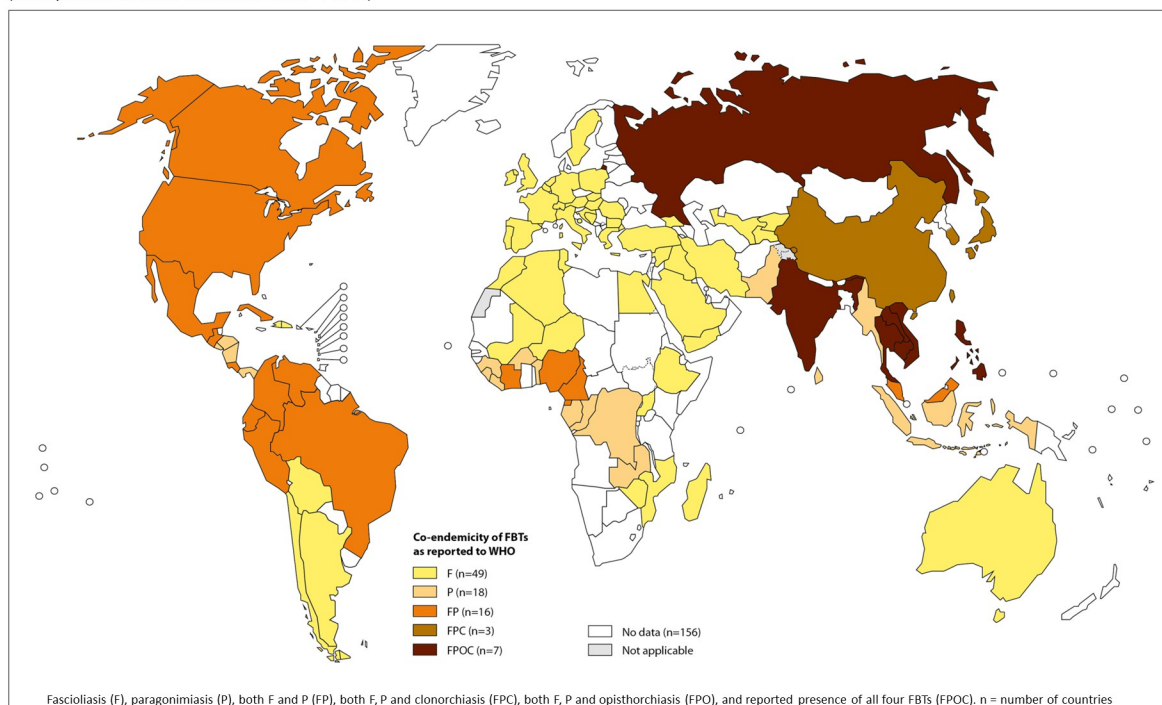 Co-endemicity of FBTs
as reported to WHO
F (n=49)
P (n=18)
FP (n=16)
FPC (n=3)
FPOC (n=7)
No data (n=156)
Not applicable
Fascioliasis (F), paragonimiasis (P), both F and P (FP), both F, P and clonorchiasis (FPC), both F, P and opisthorchiasis (FPO), and reported presence of all four FBTs (FPOC). n = number of countries